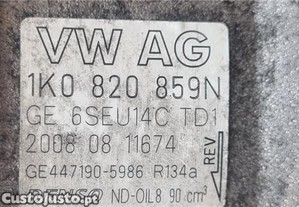 VW AG
1K0 820 859N
GE 6SEU14C TD1
2008 08 11674
GE447190-5986 R134a
DENSO ND-OIL8 90 cm³
REV
CustoJusto.pt